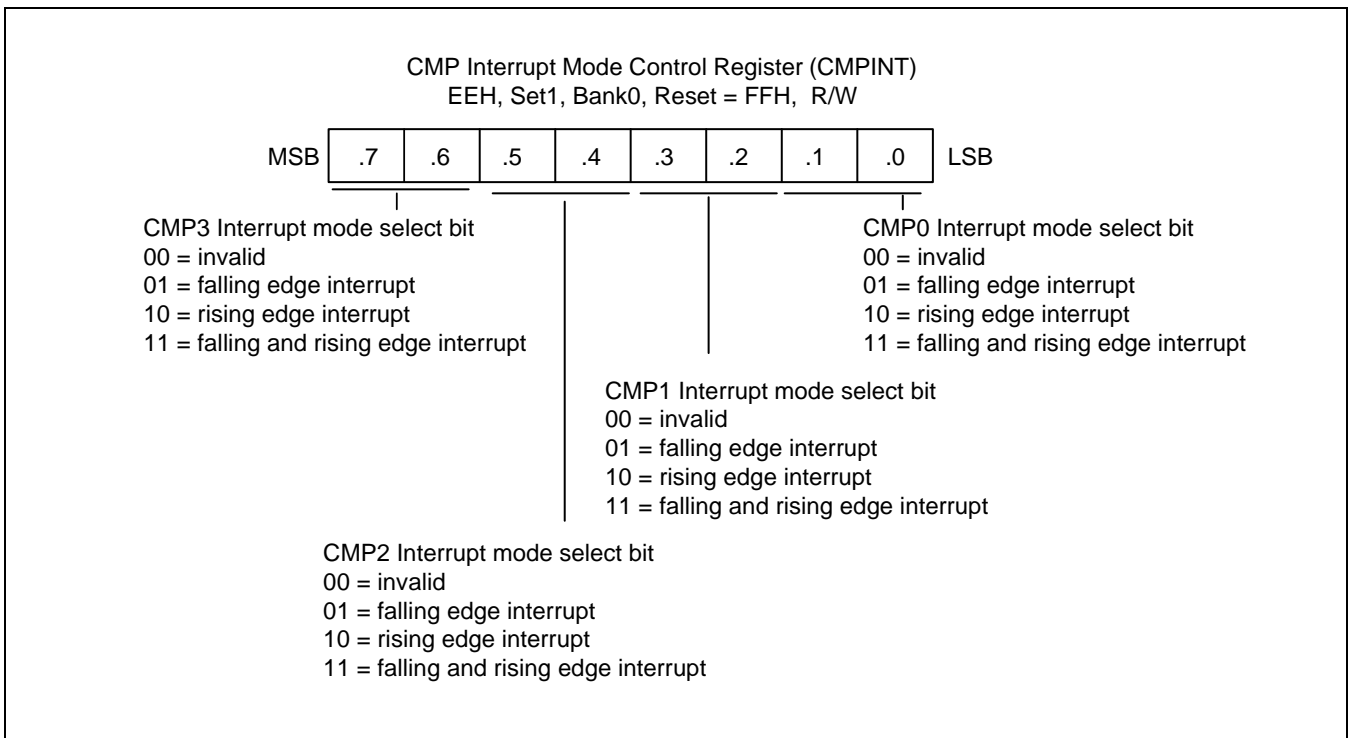 CMP Interrupt Mode Control Register (CMPINT)
EEH, Set1, Bank0, Reset = FFH, R/W
MSB .7 .6 .5 .4 .3 .2 .1 .0 LSB
CMP3 Interrupt mode select bit
00 = invalid
01 = falling edge interrupt
10 = rising edge interrupt
11 = falling and rising edge interrupt
CMP0 Interrupt mode select bit
00 = invalid
01 = falling edge interrupt
10 = rising edge interrupt
11 = falling and rising edge interrupt
CMP1 Interrupt mode select bit
00 = invalid
01 = falling edge interrupt
10 = rising edge interrupt
11 = falling and rising edge interrupt
CMP2 Interrupt mode select bit
00 = invalid
01 = falling edge interrupt
10 = rising edge interrupt
11 = falling and rising edge interrupt